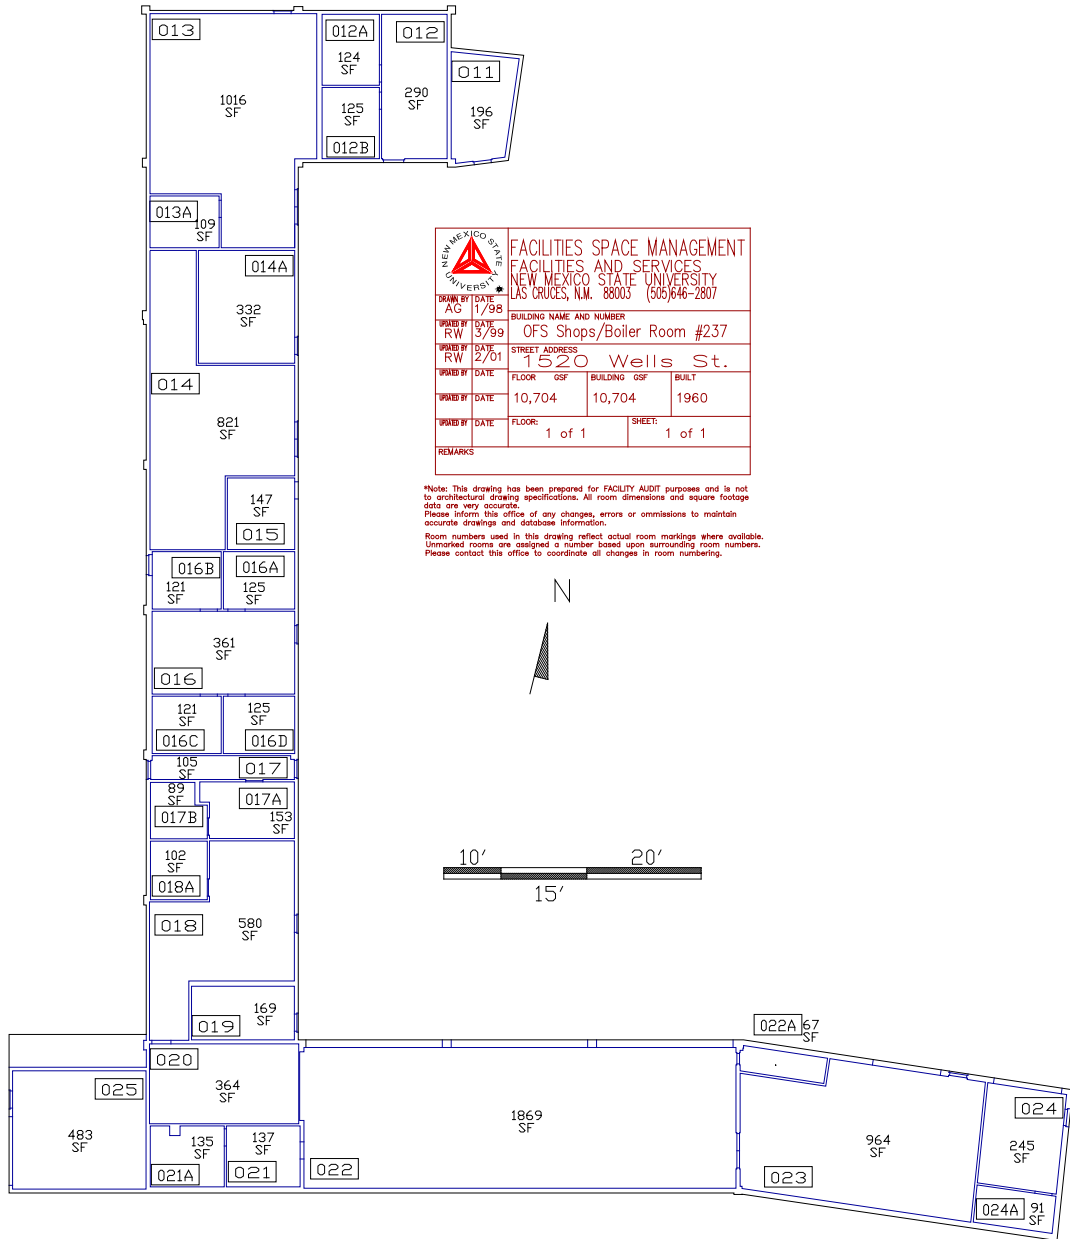 013
1016
SF
012A
124
SF
125
SF
012B
012
290
SF
011
196
SF
013A
109
SF
014A
332
SF
014
821
SF
147
SF
015
016B
121
SF
016A
125
SF
361
SF
016
121
SF
016C
125
SF
016D
105
SF
017
89
SF
017B
017A
153
SF
102
SF
018A
018
580
SF
169
SF
019
020
364
SF
025
483
SF
135
SF
021A
137
SF
021
1869
SF
022
022A
67
SF
964
SF
023
024
245
SF
024A
91
SF
NEW MEXICO STATE
UNIVERSITY
FACILITIES SPACE MANAGEMENT
FACILITIES AND SERVICES
NEW MEXICO STATE UNIVERSITY
LAS CRUCES, N.M. 88003 (505)646-2807
DRAWN BY DATE
AG 1/98
UPDATED BY DATE
RW 3/99
UPDATED BY DATE
RW 2/01
UPDATED BY DATE
UPDATED BY DATE
UPDATED BY DATE
BUILDING NAME AND NUMBER
OFS Shops/Boiler Room #237
STREET ADDRESS
1520 Wells St.
FLOOR GSF BUILDING GSF BUILT
10,704 10,704 1960
FLOOR: SHEET:
1 of 1 1 of 1
REMARKS
*Note: This drawing has been prepared for FACILITY AUDIT purposes and is not
to architectural drawing specifications. All room dimensions and square footage
data are very accurate.
Please inform this office of any changes, errors or ommissions to maintain
accurate drawings and database information.
Room numbers used in this drawing reflect actual room markings where available.
Unmarked rooms are assigned a number based upon surrounding room numbers.
Please contact this office to coordinate all changes in room numbering.
N
10' 20'
15'